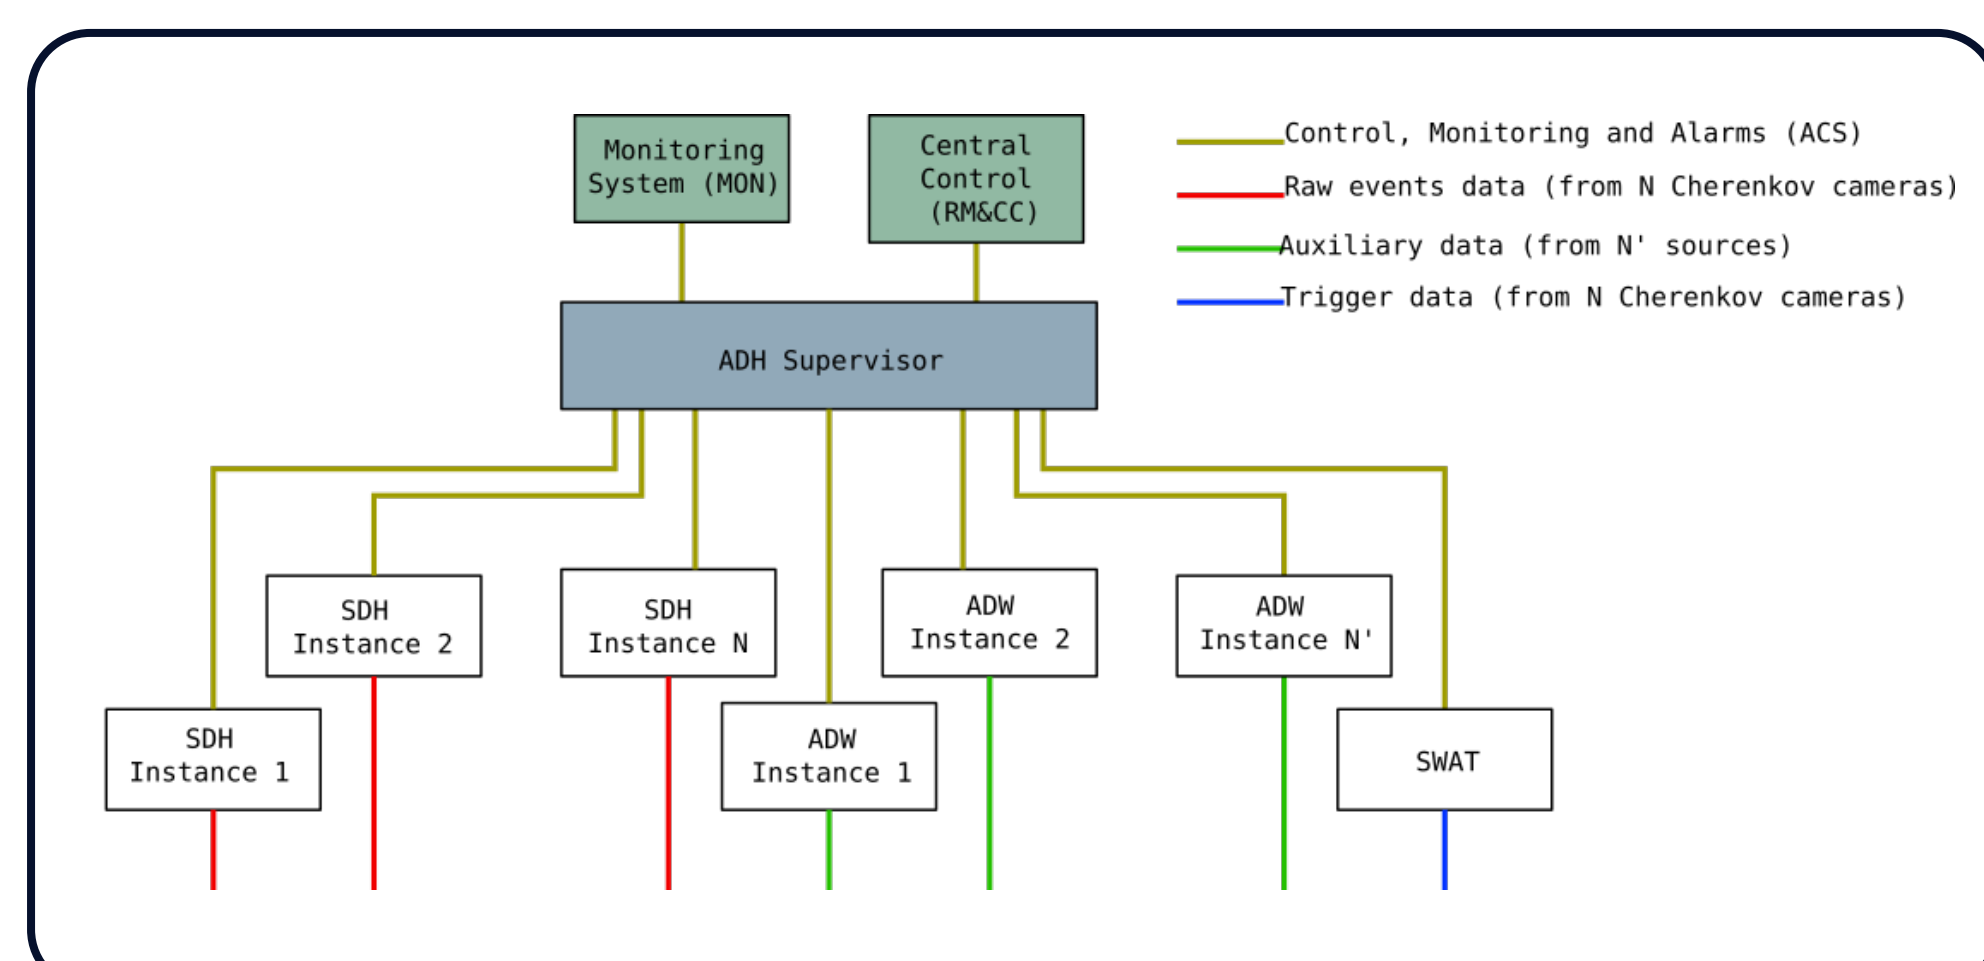 Monitoring
System (MON)
Central
Control
(RM&CC)
Control, Monitoring and Alarms (ACS)
Raw events data (from N Cherenkov cameras)
Auxiliary data (from N' sources)
Trigger data (from N Cherenkov cameras)
ADH Supervisor
SDH
Instance 2
SDH
Instance N
ADW
Instance 2
ADW
Instance N'
SDH
Instance 1
ADW
Instance 1
SWAT